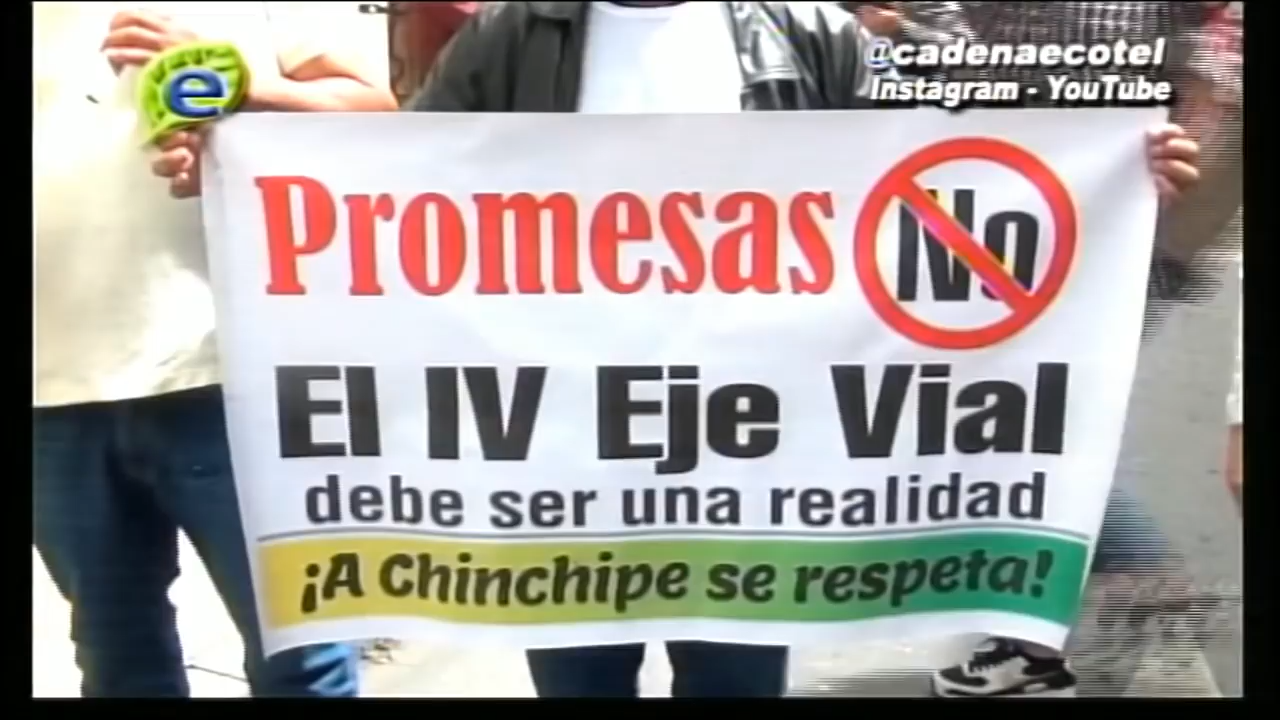 @cadenaecotel
Instagram - YouTube
e
Promesas No
El IV Eje Vial
debe ser una realidad
¡A Chinchipe se respeta!